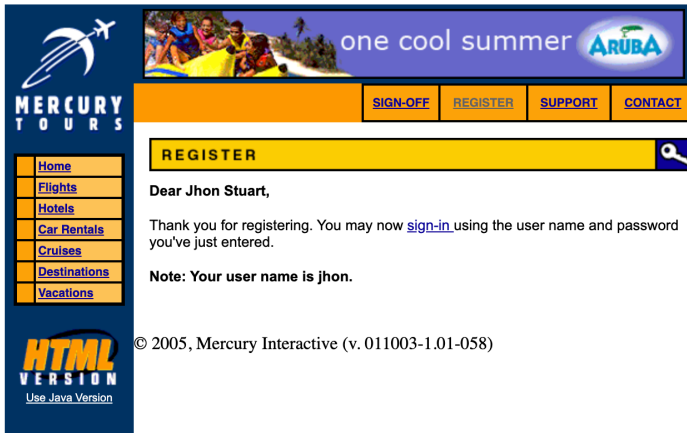 one cool summer ARUBA
MERCURY
TOURS
SIGN-OFF REGISTER SUPPORT CONTACT
REGISTER
Home
Flights
Hotels
Car Rentals
Cruises
Destinations
Vacations
Dear Jhon Stuart,
Thank you for registering. You may now sign-in using the user name and password
you've just entered.
Note: Your user name is jhon.
© 2005, Mercury Interactive (v. 011003-1.01-058)
HTML
VERSION
Use Java Version